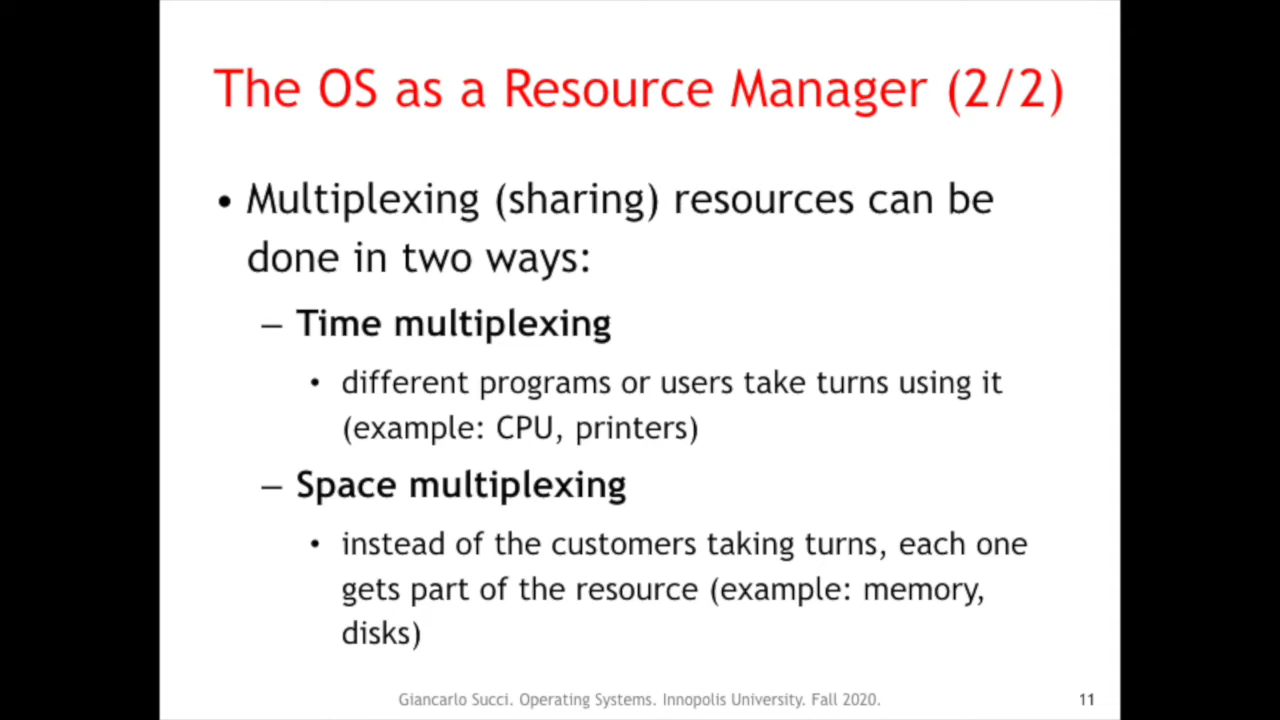 The OS as a Resource Manager (2/2)
• Multiplexing (sharing) resources can be
done in two ways:
– Time multiplexing
• different programs or users take turns using it
(example: CPU, printers)
– Space multiplexing
• instead of the customers taking turns, each one
gets part of the resource (example: memory,
disks)
Giancarlo Succi. Operating Systems. Innopolis University. Fall 2020.
11